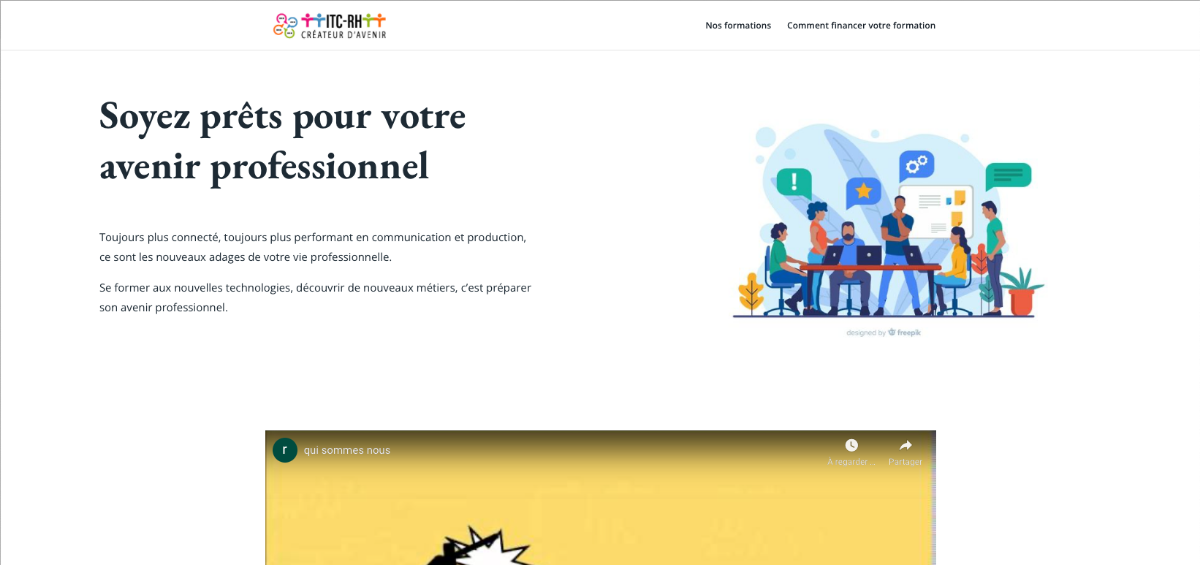 ITC-RH
CRÉATEUR D'AVENIR
Nos formations
Comment financer votre formation
Soyez prêts pour votre
avenir professionnel
Toujours plus connecté, toujours plus performant en communication et production,
ce sont les nouveaux adages de votre vie professionnelle.
Se former aux nouvelles technologies, découvrir de nouveaux métiers, c'est préparer
son avenir professionnel.
!
designed by freepik
r
qui sommes nous
À regarder...
Partager